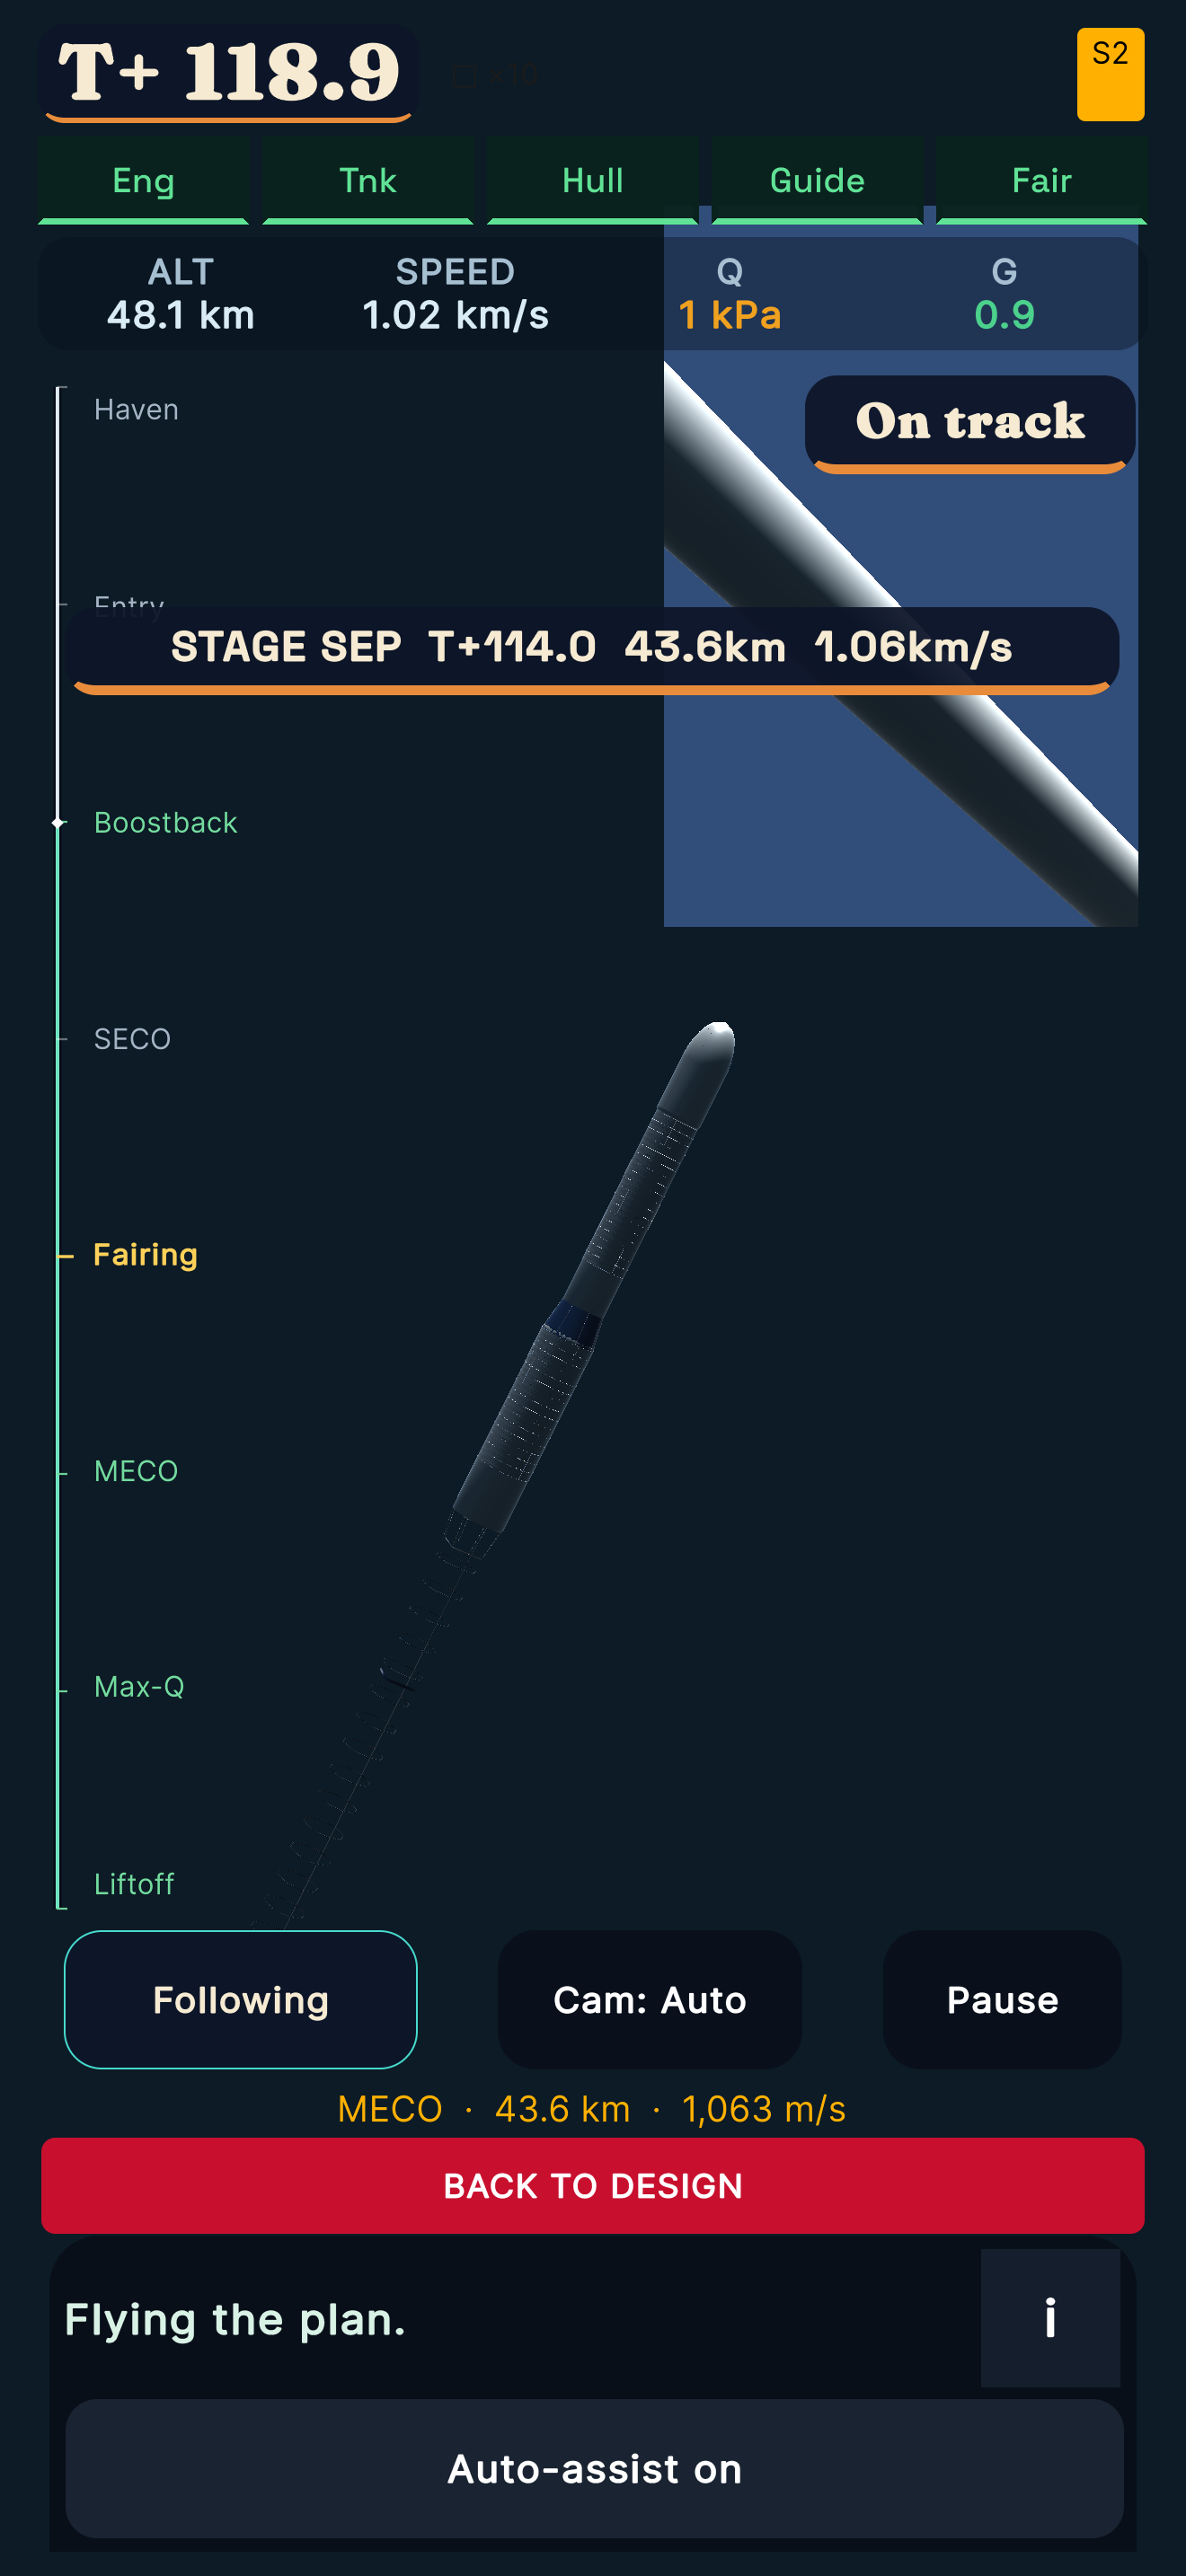 T+ 118.9
×10
S2
Eng Tnk Hull Guide Fair
ALT SPEED Q G
48.1 km 1.02 km/s 1 kPa 0.9
Haven
On track
Entry
STAGE SEP T+114.0 43.6km 1.06km/s
Boostback
SECO
Fairing
MECO
Max-Q
Liftoff
Following Cam: Auto Pause
MECO · 43.6 km · 1,063 m/s
BACK TO DESIGN
Flying the plan. i
Auto-assist on